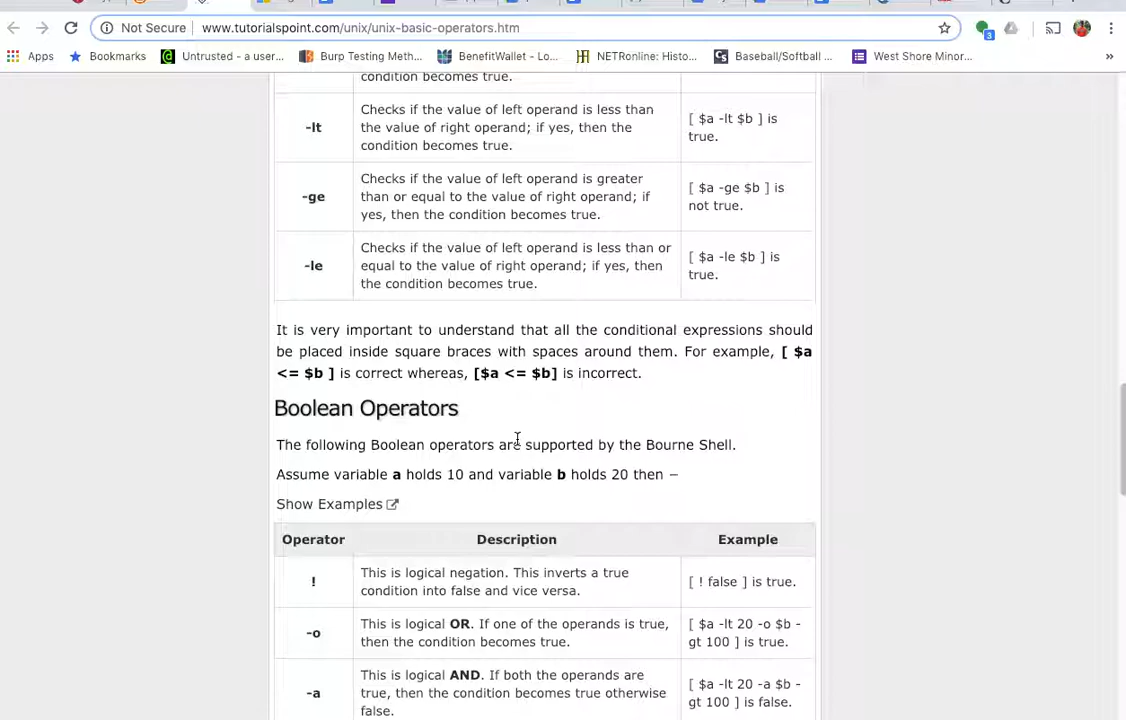 Not Secure
www.tutorialspoint.com/unix/unix-basic-operators.htm
3
Apps
Bookmarks
Untrusted - a user...
Burp Testing Meth...
BenefitWallet - Lo...
NETRonline: Histo...
Baseball/Softball ...
West Shore Minor...
»
condition becomes true.
-lt
Checks if the value of left operand is less than
the value of right operand; if yes, then the
condition becomes true.
[ $a -lt $b ] is
true.
-ge
Checks if the value of left operand is greater
than or equal to the value of right operand; if
yes, then the condition becomes true.
[ $a -ge $b ] is
not true.
-le
Checks if the value of left operand is less than or
equal to the value of right operand; if yes, then
the condition becomes true.
[ $a -le $b ] is
true.
It is very important to understand that all the conditional expressions should
be placed inside square braces with spaces around them. For example, [ $a
<= $b ] is correct whereas, [$a <= $b] is incorrect.
Boolean Operators
The following Boolean operators are supported by the Bourne Shell.
Assume variable a holds 10 and variable b holds 20 then −
Show Examples
Operator
Description
Example
!
This is logical negation. This inverts a true
condition into false and vice versa.
[ ! false ] is true.
-o
This is logical OR. If one of the operands is true,
then the condition becomes true.
[ $a -lt 20 -o $b -
gt 100 ] is true.
-a
This is logical AND. If both the operands are
true, then the condition becomes true otherwise
false.
[ $a -lt 20 -a $b -
gt 100 ] is false.